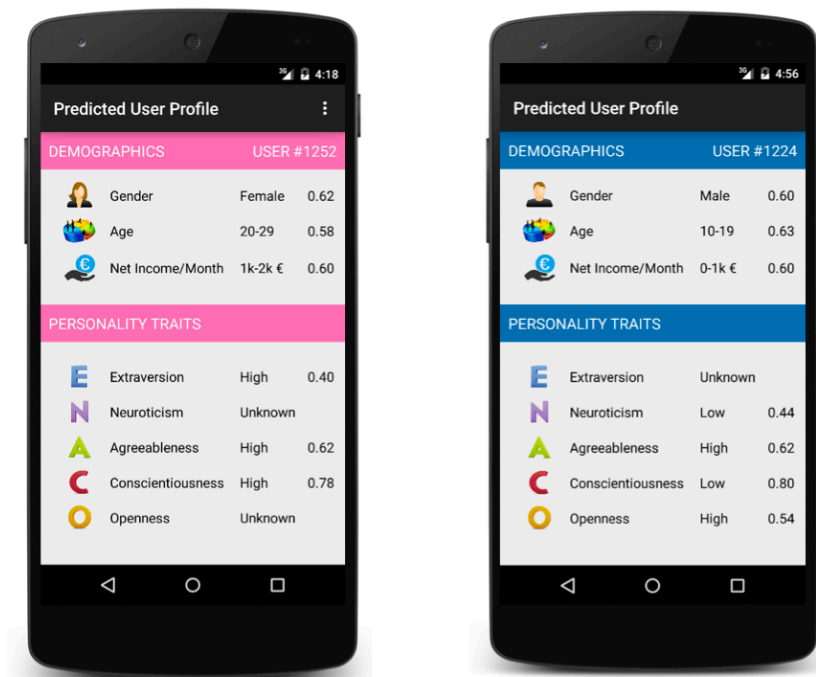 3G 4:18
Predicted User Profile
DEMOGRAPHICS USER #1252
Gender Female 0.62
Age 20-29 0.58
€ Net Income/Month 1k-2k € 0.60
PERSONALITY TRAITS
E Extraversion High 0.40
N Neuroticism Unknown
A Agreeableness High 0.62
C Conscientiousness High 0.78
O Openness Unknown
3G 4:56
Predicted User Profile
DEMOGRAPHICS USER #1224
Gender Male 0.60
Age 10-19 0.63
€ Net Income/Month 0-1k € 0.60
PERSONALITY TRAITS
E Extraversion Unknown
N Neuroticism Low 0.44
A Agreeableness High 0.62
C Conscientiousness Low 0.80
O Openness High 0.54